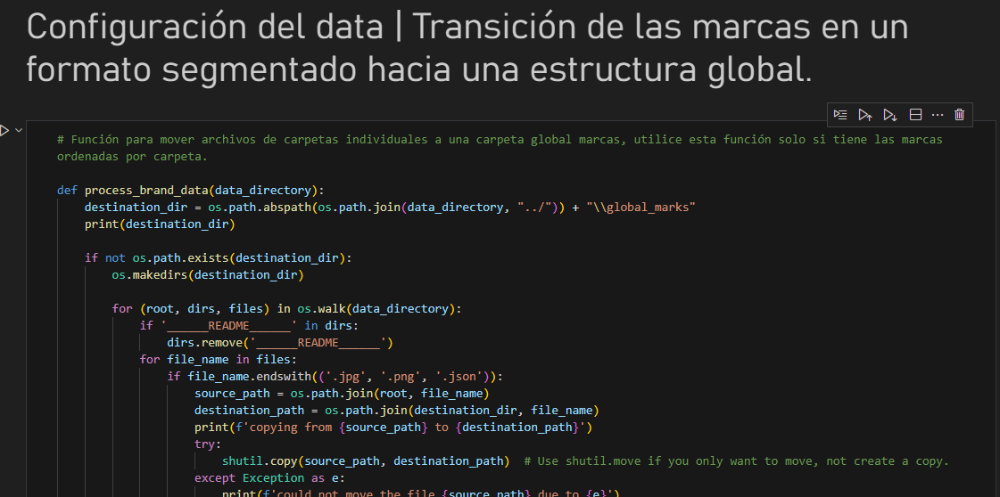 Configuración del data | Transición de las marcas en un
formato segmentado hacia una estructura global.
# Función para mover archivos de carpetas individuales a una carpeta global marcas, utilice esta función solo si tiene las marcas
ordenadas por carpeta.
def process_brand_data(data_directory):
destination_dir = os.path.abspath(os.path.join(data_directory, "../")) + "\\global_marks"
print(destination_dir)
if not os.path.exists(destination_dir):
os.makedirs(destination_dir)
for (root, dirs, files) in os.walk(data_directory):
if '______README______' in dirs:
dirs.remove('______README______')
for file_name in files:
if file_name.endswith(('.jpg', '.png', '.json')):
source_path = os.path.join(root, file_name)
destination_path = os.path.join(destination_dir, file_name)
print(f'copying from {source_path} to {destination_path}')
try:
shutil.copy(source_path, destination_path)  # Use shutil.move if you only want to move, not create a copy.
except Exception as e:
print(f'could not move the file {source_path} due to {e}')